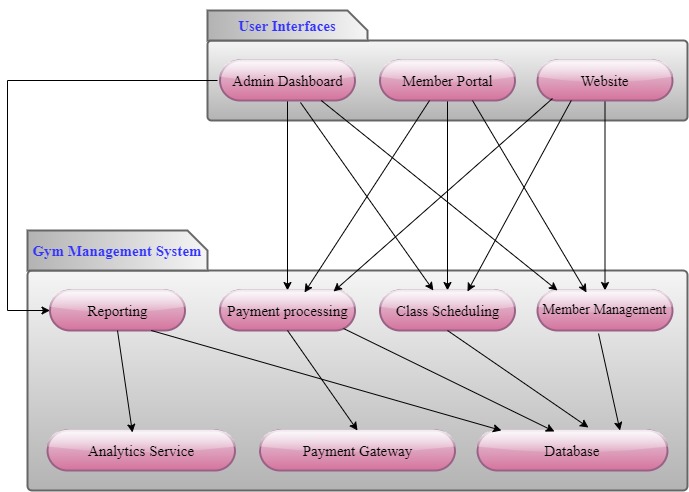 User Interfaces
Admin Dashboard
Member Portal
Website
Gym Management System
Reporting
Payment processing
Class Scheduling
Member Management
Analytics Service
Payment Gateway
Database